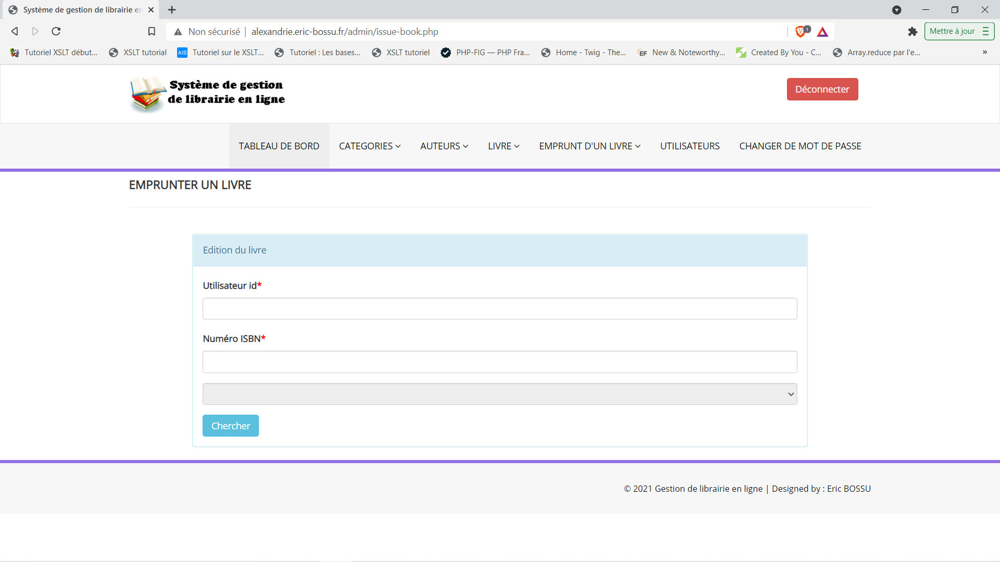 Système de gestion de librairie en
Non sécurisé
alexandrie.eric-bossu.fr/admin/issue-book.php
1
Mettre à jour
Tutoriel XSLT début...
XSLT tutorial
AIS
Tutoriel sur le XSLT...
Tutoriel : Les bases...
XSLT tutoriel
PHP-FIG — PHP Fra...
Home - Twig - The...
EF
New & Noteworthy...
Created By You - C...
Array.reduce par l'e...
»
Système de gestion
de librairie en ligne
Déconnecter
TABLEAU DE BORD
CATEGORIES
AUTEURS
LIVRE
EMPRUNT D'UN LIVRE
UTILISATEURS
CHANGER DE MOT DE PASSE
EMPRUNTER UN LIVRE
Edition du livre
Utilisateur id*
Numéro ISBN*
Chercher
© 2021 Gestion de librairie en ligne | Designed by : Eric BOSSU